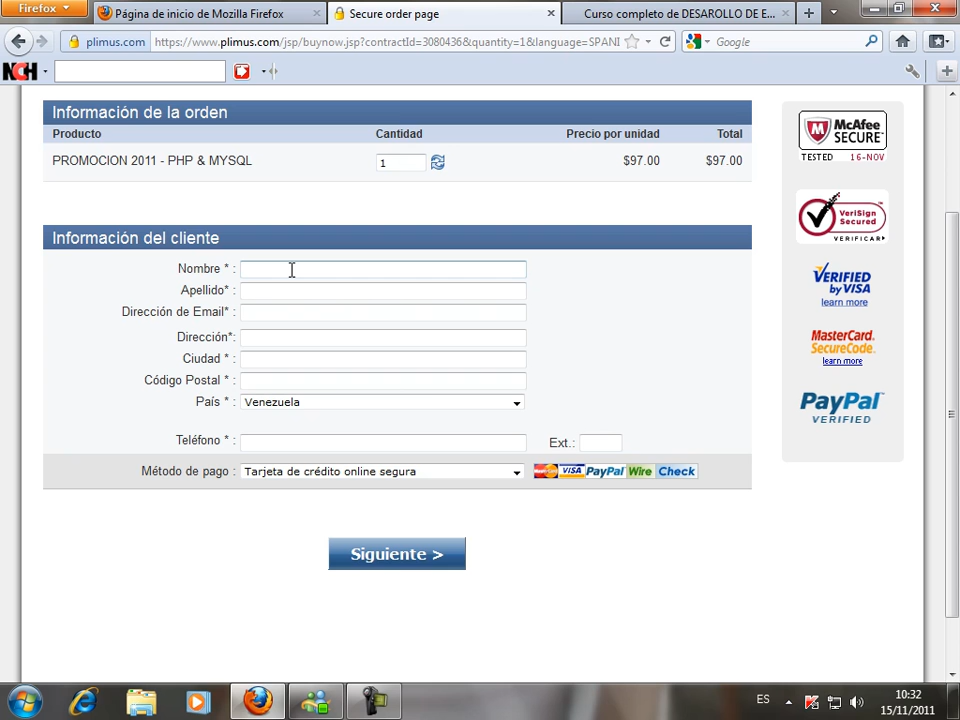 Firefox
Página de inicio de Mozilla Firefox
Secure order page
Curso completo de DESAROLLO DE E...
plimus.com
https://www.plimus.com/jsp/buynow.jsp?contractId=3080436&quantity=1&language=SPANI
Google
NCH
Información de la orden
Producto Cantidad Precio por unidad Total
PROMOCION 2011 - PHP & MYSQL 1 $97.00 $97.00
Información del cliente
Nombre * :
Apellido* :
Dirección de Email* :
Dirección*:
Ciudad * :
Código Postal * :
País * : Venezuela
Teléfono * : Ext.:
Método de pago : Tarjeta de crédito online segura MasterCard VISA PayPal Wire Check
Siguiente >
McAfee
SECURE
TESTED 16-NOV
VeriSign
Secured
VERIFICAR
VERIFIED
by VISA
learn more
MasterCard.
SecureCode.
learn more
PayPal
VERIFIED
ES
10:32
15/11/2011